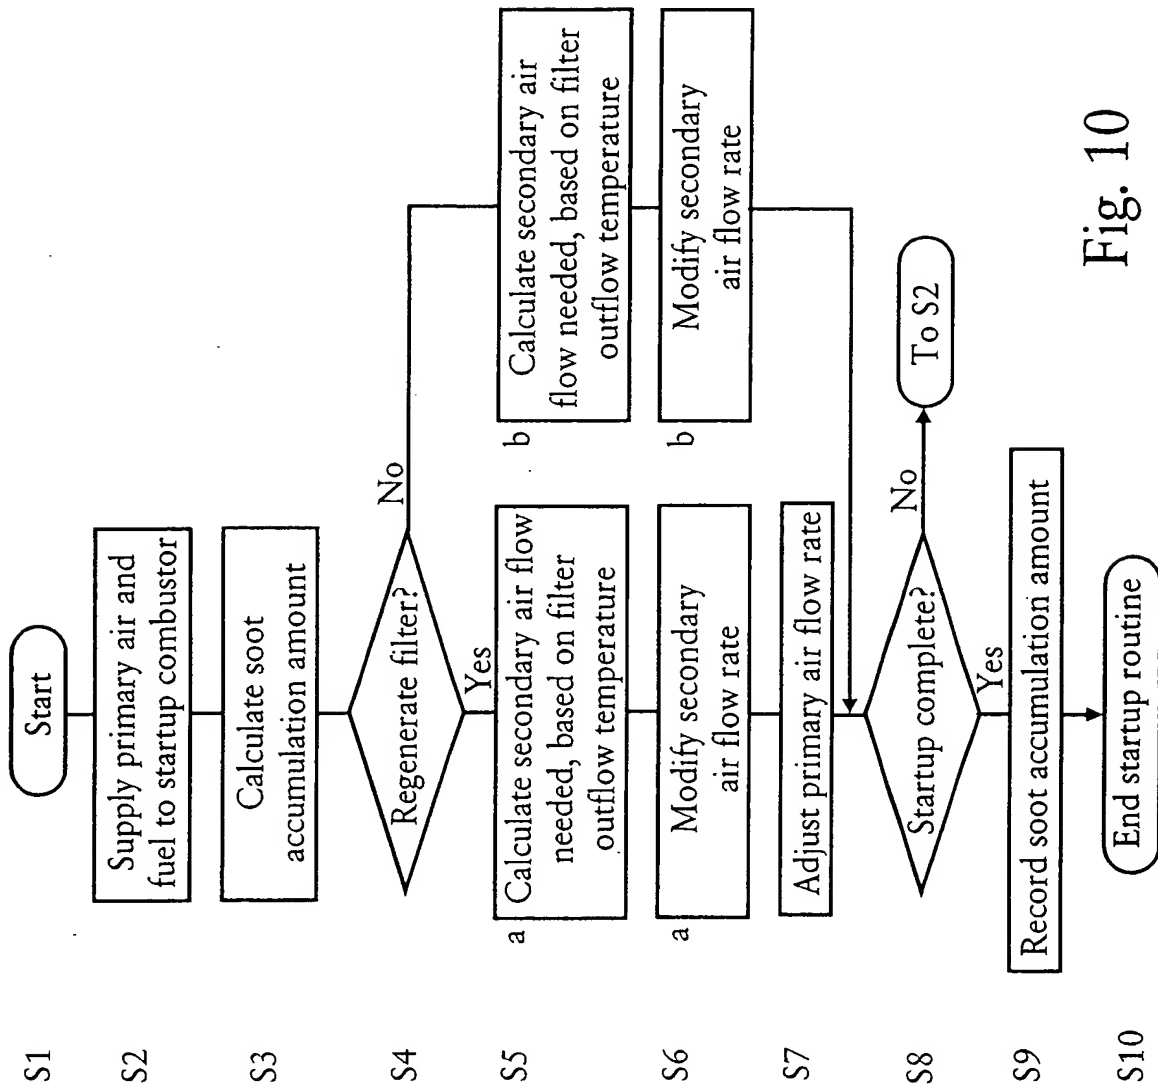 S1
Start
S2
Supply primary air and
fuel to startup combustor
S3
Calculate soot
accumulation amount
S4
Regenerate filter?
No
Yes
S5
a
Calculate secondary air flow
needed, based on filter
outflow temperature
b
Calculate secondary air
flow needed, based on filter
outflow temperature
S6
a
Modify secondary
air flow rate
b
Modify secondary
air flow rate
S7
Adjust primary air flow rate
S8
Startup complete?
No
To S2
Yes
S9
Record soot accumulation amount
S10
End startup routine
Fig. 10